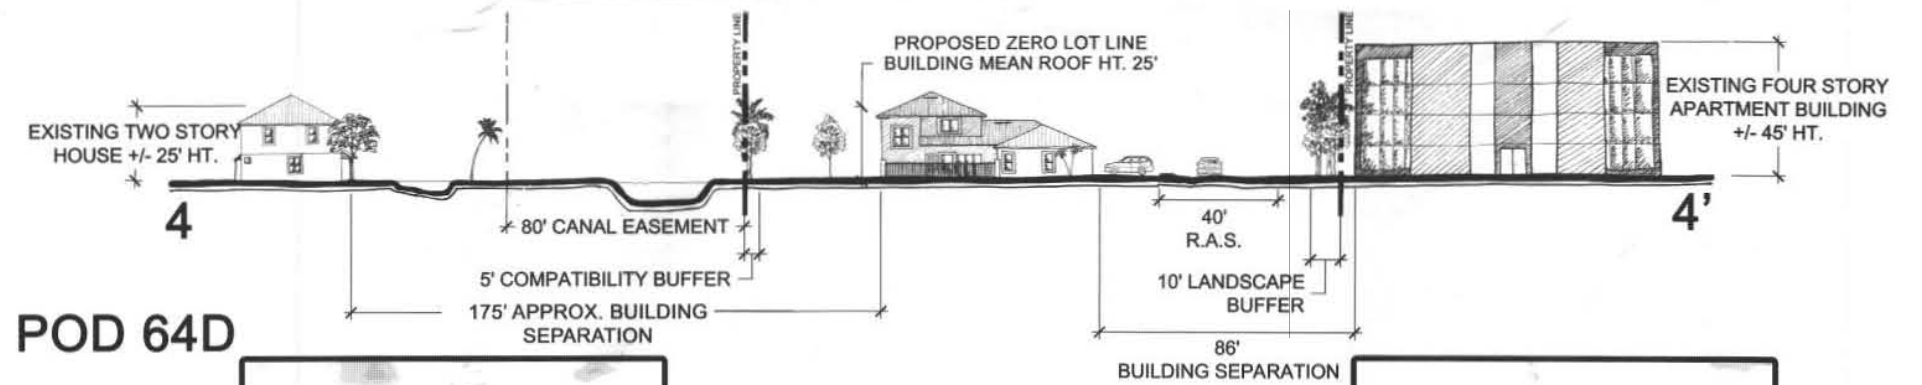 PROPERTY LINE
PROPERTY LINE
PROPOSED ZERO LOT LINE
BUILDING MEAN ROOF HT. 25'
EXISTING TWO STORY
HOUSE +/- 25' HT.
EXISTING FOUR STORY
APARTMENT BUILDING
+/- 45' HT.
4
4'
80' CANAL EASEMENT
40'
R.A.S.
5' COMPATIBILITY BUFFER
10' LANDSCAPE
BUFFER
175' APPROX. BUILDING
SEPARATION
POD 64D
86'
BUILDING SEPARATION